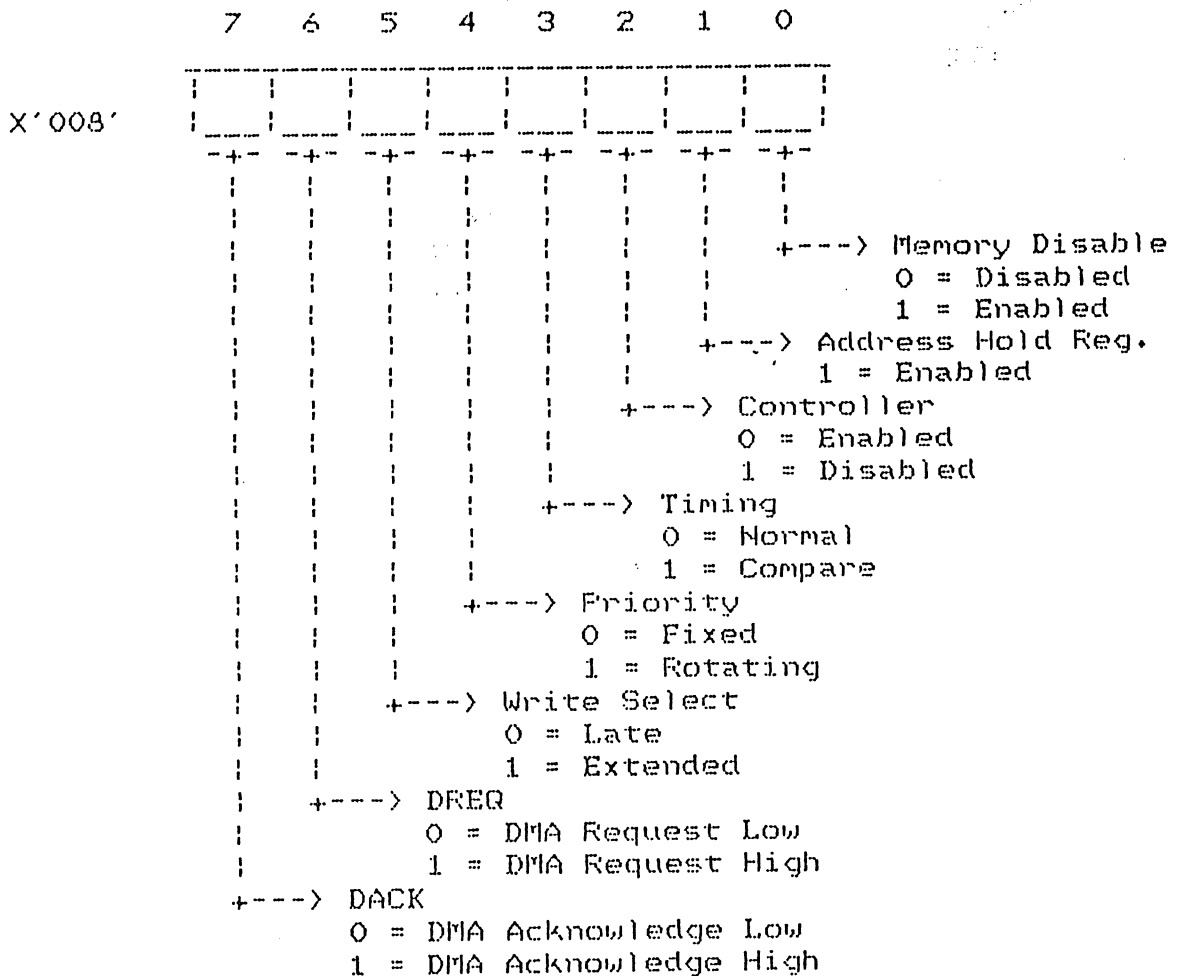 7 6 5 4 3 2 1 0
X'008'
+---> Memory Disable
0 = Disabled
1 = Enabled
+---> Address Hold Reg.
1 = Enabled
+---> Controller
0 = Enabled
1 = Disabled
+---> Timing
0 = Normal
1 = Compare
+---> Priority
0 = Fixed
1 = Rotating
+---> Write Select
0 = Late
1 = Extended
+---> DREQ
0 = DMA Request Low
1 = DMA Request High
+---> DACK
0 = DMA Acknowledge Low
1 = DMA Acknowledge High